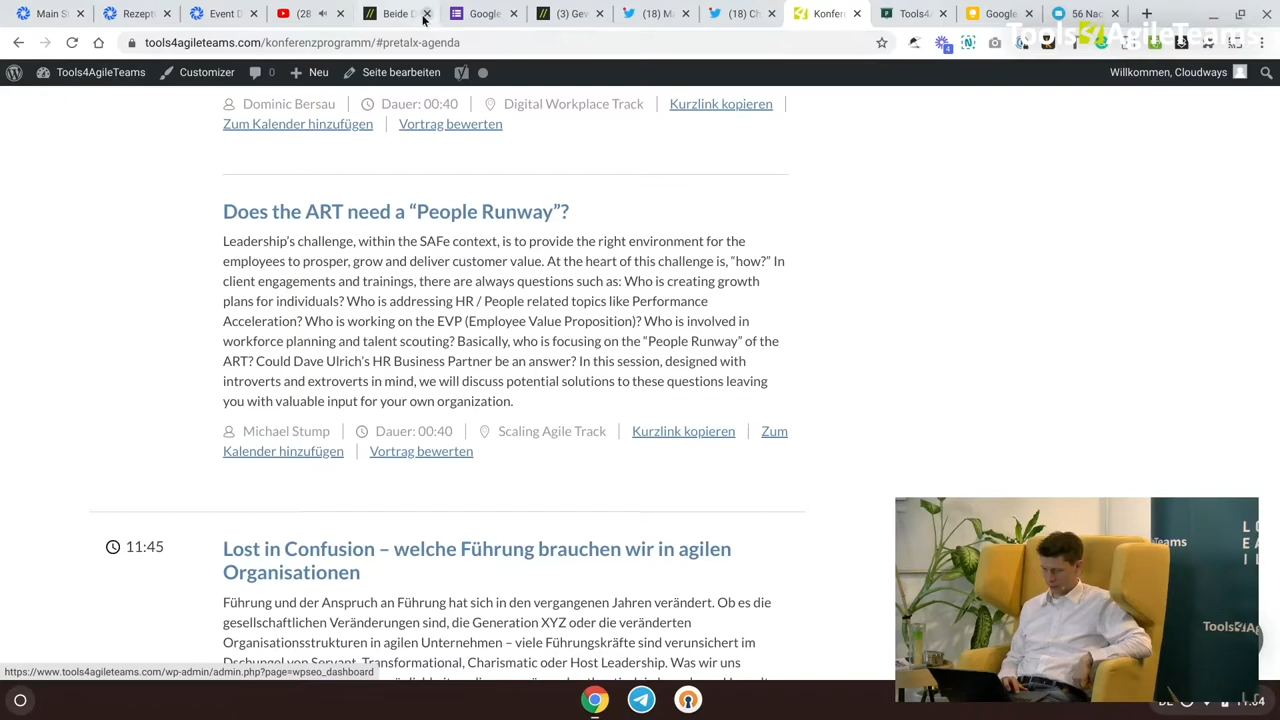 Main S
Rezept
Event D
(28
Beide D
Google
(3) Gev
(18) M
(18) Ch
Konfer
Tools4
Google
56 Nac
tools4agileteams.com/konferenzprogramm/#pretalx-agenda
Tools4AgileTeams
Tools4AgileTeams
Customizer
0
Neu
Seite bearbeiten
Willkommen, Cloudways
Dominic Bersau | Dauer: 00:40 | Digital Workplace Track | Kurzlink kopieren |
Zum Kalender hinzufügen | Vortrag bewerten
Does the ART need a “People Runway”?
Leadership’s challenge, within the SAFe context, is to provide the right environment for the
employees to prosper, grow and deliver customer value. At the heart of this challenge is, “how?” In
client engagements and trainings, there are always questions such as: Who is creating growth
plans for individuals? Who is addressing HR / People related topics like Performance
Acceleration? Who is working on the EVP (Employee Value Proposition)? Who is involved in
workforce planning and talent scouting? Basically, who is focusing on the “People Runway” of the
ART? Could Dave Ulrich’s HR Business Partner be an answer? In this session, designed with
introverts and extroverts in mind, we will discuss potential solutions to these questions leaving
you with valuable input for your own organization.
Michael Stump | Dauer: 00:40 | Scaling Agile Track | Kurzlink kopieren | Zum
Kalender hinzufügen | Vortrag bewerten
11:45
Lost in Confusion – welche Führung brauchen wir in agilen
Organisationen
Führung und der Anspruch an Führung hat sich in den vergangenen Jahren verändert. Ob es die
gesellschaftlichen Veränderungen sind, die Generation XYZ oder die veränderten
Organisationsstrukturen in agilen Unternehmen – viele Führungskräfte sind verunsichert im
Dschungel von Servant, Transformational, Charismatic oder Host Leadership. Was wir uns
https://www.tools4agileteams.com/wp-admin/admin.php?page=wpseo_dashboard
Teams
Tools4A
DE
11:04